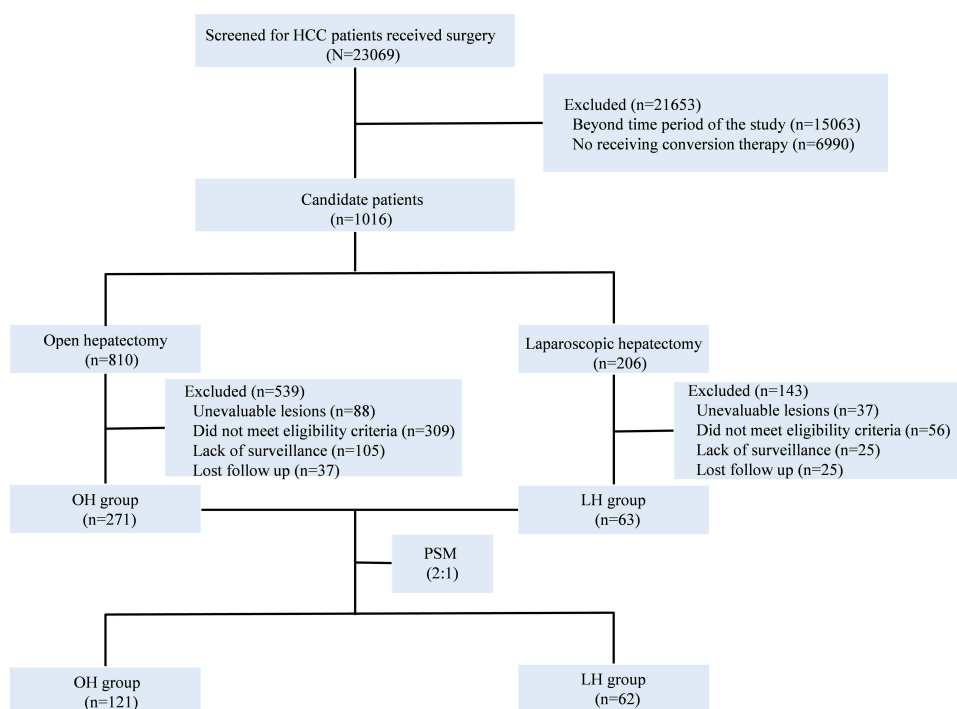 Screened for HCC patients received surgery
(N=23069)
Excluded (n=21653)
Beyond time period of the study (n=15063)
No receiving conversion therapy (n=6990)
Candidate patients
(n=1016)
Open hepatectomy
(n=810)
Laparoscopic hepatectomy
(n=206)
Excluded (n=539)
Unevaluable lesions (n=88)
Did not meet eligibility criteria (n=309)
Lack of surveillance (n=105)
Lost follow up (n=37)
Excluded (n=143)
Unevaluable lesions (n=37)
Did not meet eligibility criteria (n=56)
Lack of surveillance (n=25)
Lost follow up (n=25)
OH group
(n=271)
LH group
(n=63)
PSM
(2:1)
OH group
(n=121)
LH group
(n=62)